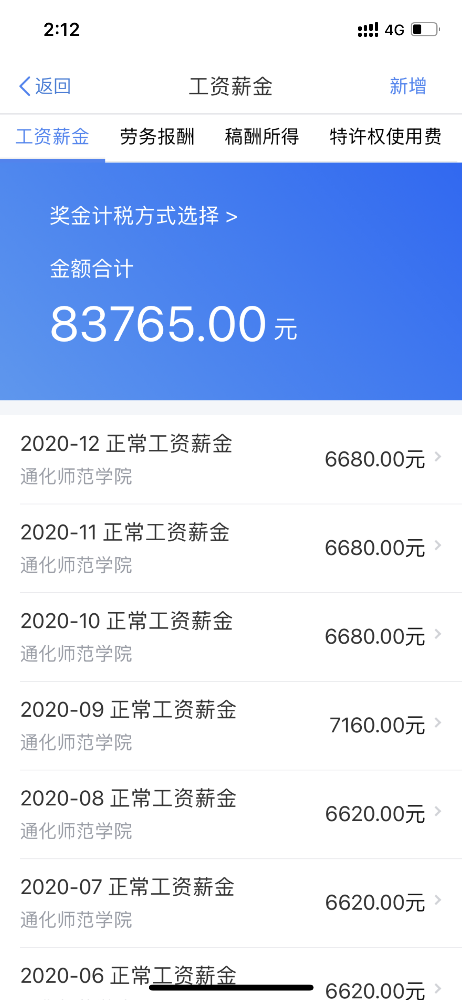 2:12
4G
返回
工资薪金
新增
工资薪金 劳务报酬 稿酬所得 特许权使用费
奖金计税方式选择 >
金额合计
83765.00 元
2020-12 正常工资薪金
通化师范学院
6680.00元
2020-11 正常工资薪金
通化师范学院
6680.00元
2020-10 正常工资薪金
通化师范学院
6680.00元
2020-09 正常工资薪金
通化师范学院
7160.00元
2020-08 正常工资薪金
通化师范学院
6620.00元
2020-07 正常工资薪金
通化师范学院
6620.00元
2020-06 正常工资薪金
6620.00元